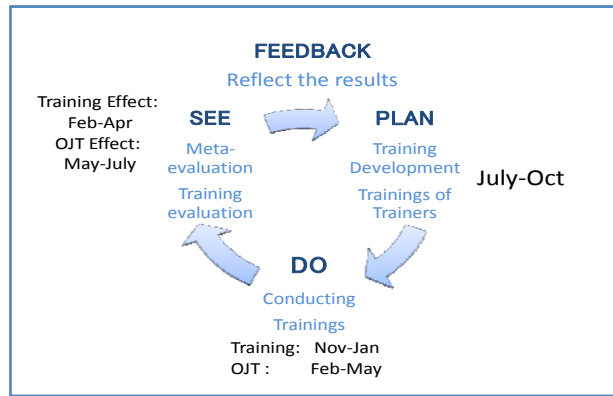 FEEDBACK
Reflect the results
Training Effect:
Feb-Apr
OJT Effect:
May-July
SEE
Meta-
evaluation
Training
evaluation
PLAN
Training
Development
Trainings of
Trainers
July-Oct
DO
Conducting
Trainings
Training: Nov-Jan
OJT : Feb-May